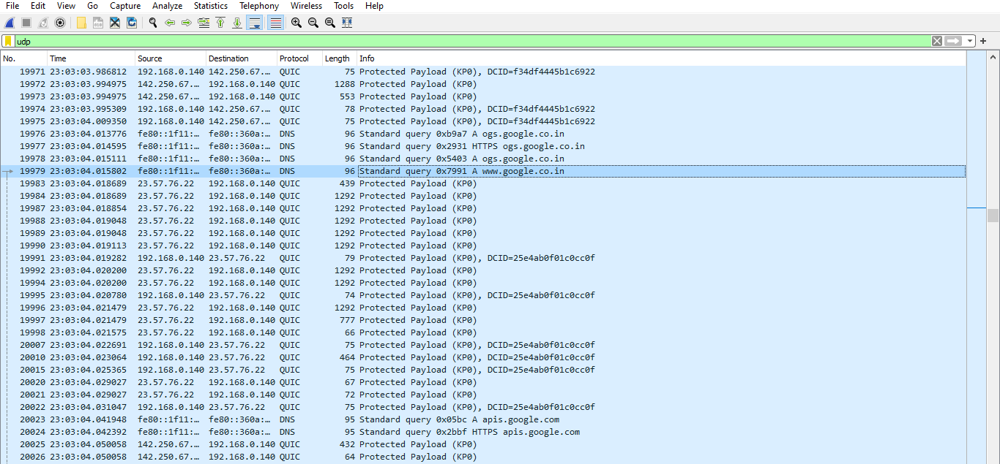 File Edit View Go Capture Analyze Statistics Telephony Wireless Tools Help
udp
No. Time Source Destination Protocol Length Info
19971 23:03:03.986812 192.168.0.140 142.250.67.… QUIC 75 Protected Payload (KP0), DCID=f34df4445b1c6922
19972 23:03:03.994975 142.250.67.… 192.168.0.140 QUIC 1288 Protected Payload (KP0)
19973 23:03:03.994975 142.250.67.… 192.168.0.140 QUIC 553 Protected Payload (KP0)
19974 23:03:03.995309 192.168.0.140 142.250.67.… QUIC 78 Protected Payload (KP0), DCID=f34df4445b1c6922
19975 23:03:04.009350 192.168.0.140 142.250.67.… QUIC 75 Protected Payload (KP0), DCID=f34df4445b1c6922
19976 23:03:04.013776 fe80::1f11:… fe80::360a:… DNS 96 Standard query 0xb9a7 A ogs.google.co.in
19977 23:03:04.014595 fe80::1f11:… fe80::360a:… DNS 96 Standard query 0x2931 HTTPS ogs.google.co.in
19978 23:03:04.015111 fe80::1f11:… fe80::360a:… DNS 96 Standard query 0x5403 A ogs.google.co.in
19979 23:03:04.015802 fe80::1f11:… fe80::360a:… DNS 96 Standard query 0x7991 A www.google.co.in
19983 23:03:04.018689 23.57.76.22 192.168.0.140 QUIC 439 Protected Payload (KP0)
19984 23:03:04.018689 23.57.76.22 192.168.0.140 QUIC 1292 Protected Payload (KP0)
19987 23:03:04.018854 23.57.76.22 192.168.0.140 QUIC 1292 Protected Payload (KP0)
19988 23:03:04.019048 23.57.76.22 192.168.0.140 QUIC 1292 Protected Payload (KP0)
19989 23:03:04.019048 23.57.76.22 192.168.0.140 QUIC 1292 Protected Payload (KP0)
19990 23:03:04.019113 23.57.76.22 192.168.0.140 QUIC 1292 Protected Payload (KP0)
19991 23:03:04.019282 192.168.0.140 23.57.76.22 QUIC 79 Protected Payload (KP0), DCID=25e4ab0f01c0cc0f
19992 23:03:04.020200 23.57.76.22 192.168.0.140 QUIC 1292 Protected Payload (KP0)
19994 23:03:04.020200 23.57.76.22 192.168.0.140 QUIC 1292 Protected Payload (KP0)
19995 23:03:04.020780 192.168.0.140 23.57.76.22 QUIC 74 Protected Payload (KP0), DCID=25e4ab0f01c0cc0f
19996 23:03:04.021479 23.57.76.22 192.168.0.140 QUIC 1292 Protected Payload (KP0)
19997 23:03:04.021479 23.57.76.22 192.168.0.140 QUIC 777 Protected Payload (KP0)
19998 23:03:04.021575 23.57.76.22 192.168.0.140 QUIC 66 Protected Payload (KP0)
20007 23:03:04.022691 192.168.0.140 23.57.76.22 QUIC 75 Protected Payload (KP0), DCID=25e4ab0f01c0cc0f
20010 23:03:04.023064 192.168.0.140 23.57.76.22 QUIC 464 Protected Payload (KP0), DCID=25e4ab0f01c0cc0f
20015 23:03:04.025365 192.168.0.140 23.57.76.22 QUIC 75 Protected Payload (KP0), DCID=25e4ab0f01c0cc0f
20020 23:03:04.029027 23.57.76.22 192.168.0.140 QUIC 67 Protected Payload (KP0)
20021 23:03:04.029027 23.57.76.22 192.168.0.140 QUIC 72 Protected Payload (KP0)
20022 23:03:04.031047 192.168.0.140 23.57.76.22 QUIC 75 Protected Payload (KP0), DCID=25e4ab0f01c0cc0f
20023 23:03:04.041948 fe80::1f11:… fe80::360a:… DNS 95 Standard query 0x05bc A apis.google.com
20024 23:03:04.042392 fe80::1f11:… fe80::360a:… DNS 95 Standard query 0x2bbf HTTPS apis.google.com
20025 23:03:04.050058 142.250.67.… 192.168.0.140 QUIC 432 Protected Payload (KP0)
20026 23:03:04.050058 142.250.67.… 192.168.0.140 QUIC 64 Protected Payload (KP0)